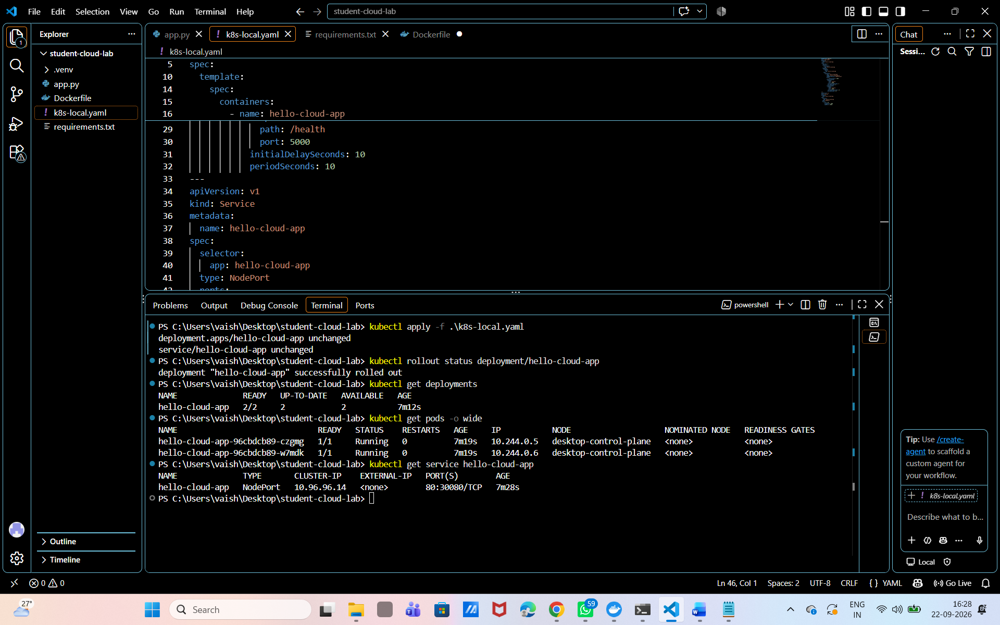 File Edit Selection View Go Run Terminal Help
student-cloud-lab
1
Explorer
student-cloud-lab
.venv
app.py
Dockerfile
! k8s-local.yaml
requirements.txt
Outline
Timeline
app.py
! k8s-local.yaml
requirements.txt
Dockerfile
! k8s-local.yaml
5 spec:
10 template:
14 spec:
15 containers:
16 - name: hello-cloud-app
29 path: /health
30 port: 5000
31 initialDelaySeconds: 10
32 periodSeconds: 10
33 ---
34 apiVersion: v1
35 kind: Service
36 metadata:
37 name: hello-cloud-app
38 spec:
39 selector:
40 app: hello-cloud-app
41 type: NodePort
42 ports:
Problems Output Debug Console Terminal Ports
powershell
PS C:\Users\vaish\Desktop\student-cloud-lab> kubectl apply -f .\k8s-local.yaml
deployment.apps/hello-cloud-app unchanged
service/hello-cloud-app unchanged
PS C:\Users\vaish\Desktop\student-cloud-lab> kubectl rollout status deployment/hello-cloud-app
deployment "hello-cloud-app" successfully rolled out
PS C:\Users\vaish\Desktop\student-cloud-lab> kubectl get deployments
NAME READY UP-TO-DATE AVAILABLE AGE
hello-cloud-app 2/2 2 2 7m12s
PS C:\Users\vaish\Desktop\student-cloud-lab> kubectl get pods -o wide
NAME READY STATUS RESTARTS AGE IP NODE NOMINATED NODE READINESS GATES
hello-cloud-app-96cbdcb89-czgmg 1/1 Running 0 7m19s 10.244.0.5 desktop-control-plane <none> <none>
hello-cloud-app-96cbdcb89-w7mdk 1/1 Running 0 7m19s 10.244.0.6 desktop-control-plane <none> <none>
PS C:\Users\vaish\Desktop\student-cloud-lab> kubectl get service hello-cloud-app
NAME TYPE CLUSTER-IP EXTERNAL-IP PORT(S) AGE
hello-cloud-app NodePort 10.96.96.14 <none> 80:30080/TCP 7m28s
PS C:\Users\vaish\Desktop\student-cloud-lab>
Chat
Sessi...
Tip: Use /create-
agent to scaffold a
custom agent for
your workflow.
! k8s-local.yaml
Describe what to b...
Local
0 0
Ln 46, Col 1 Spaces: 2 UTF-8 CRLF { } YAML Go Live
27°
Search
59
ENG
IN
16:28
22-09-2026